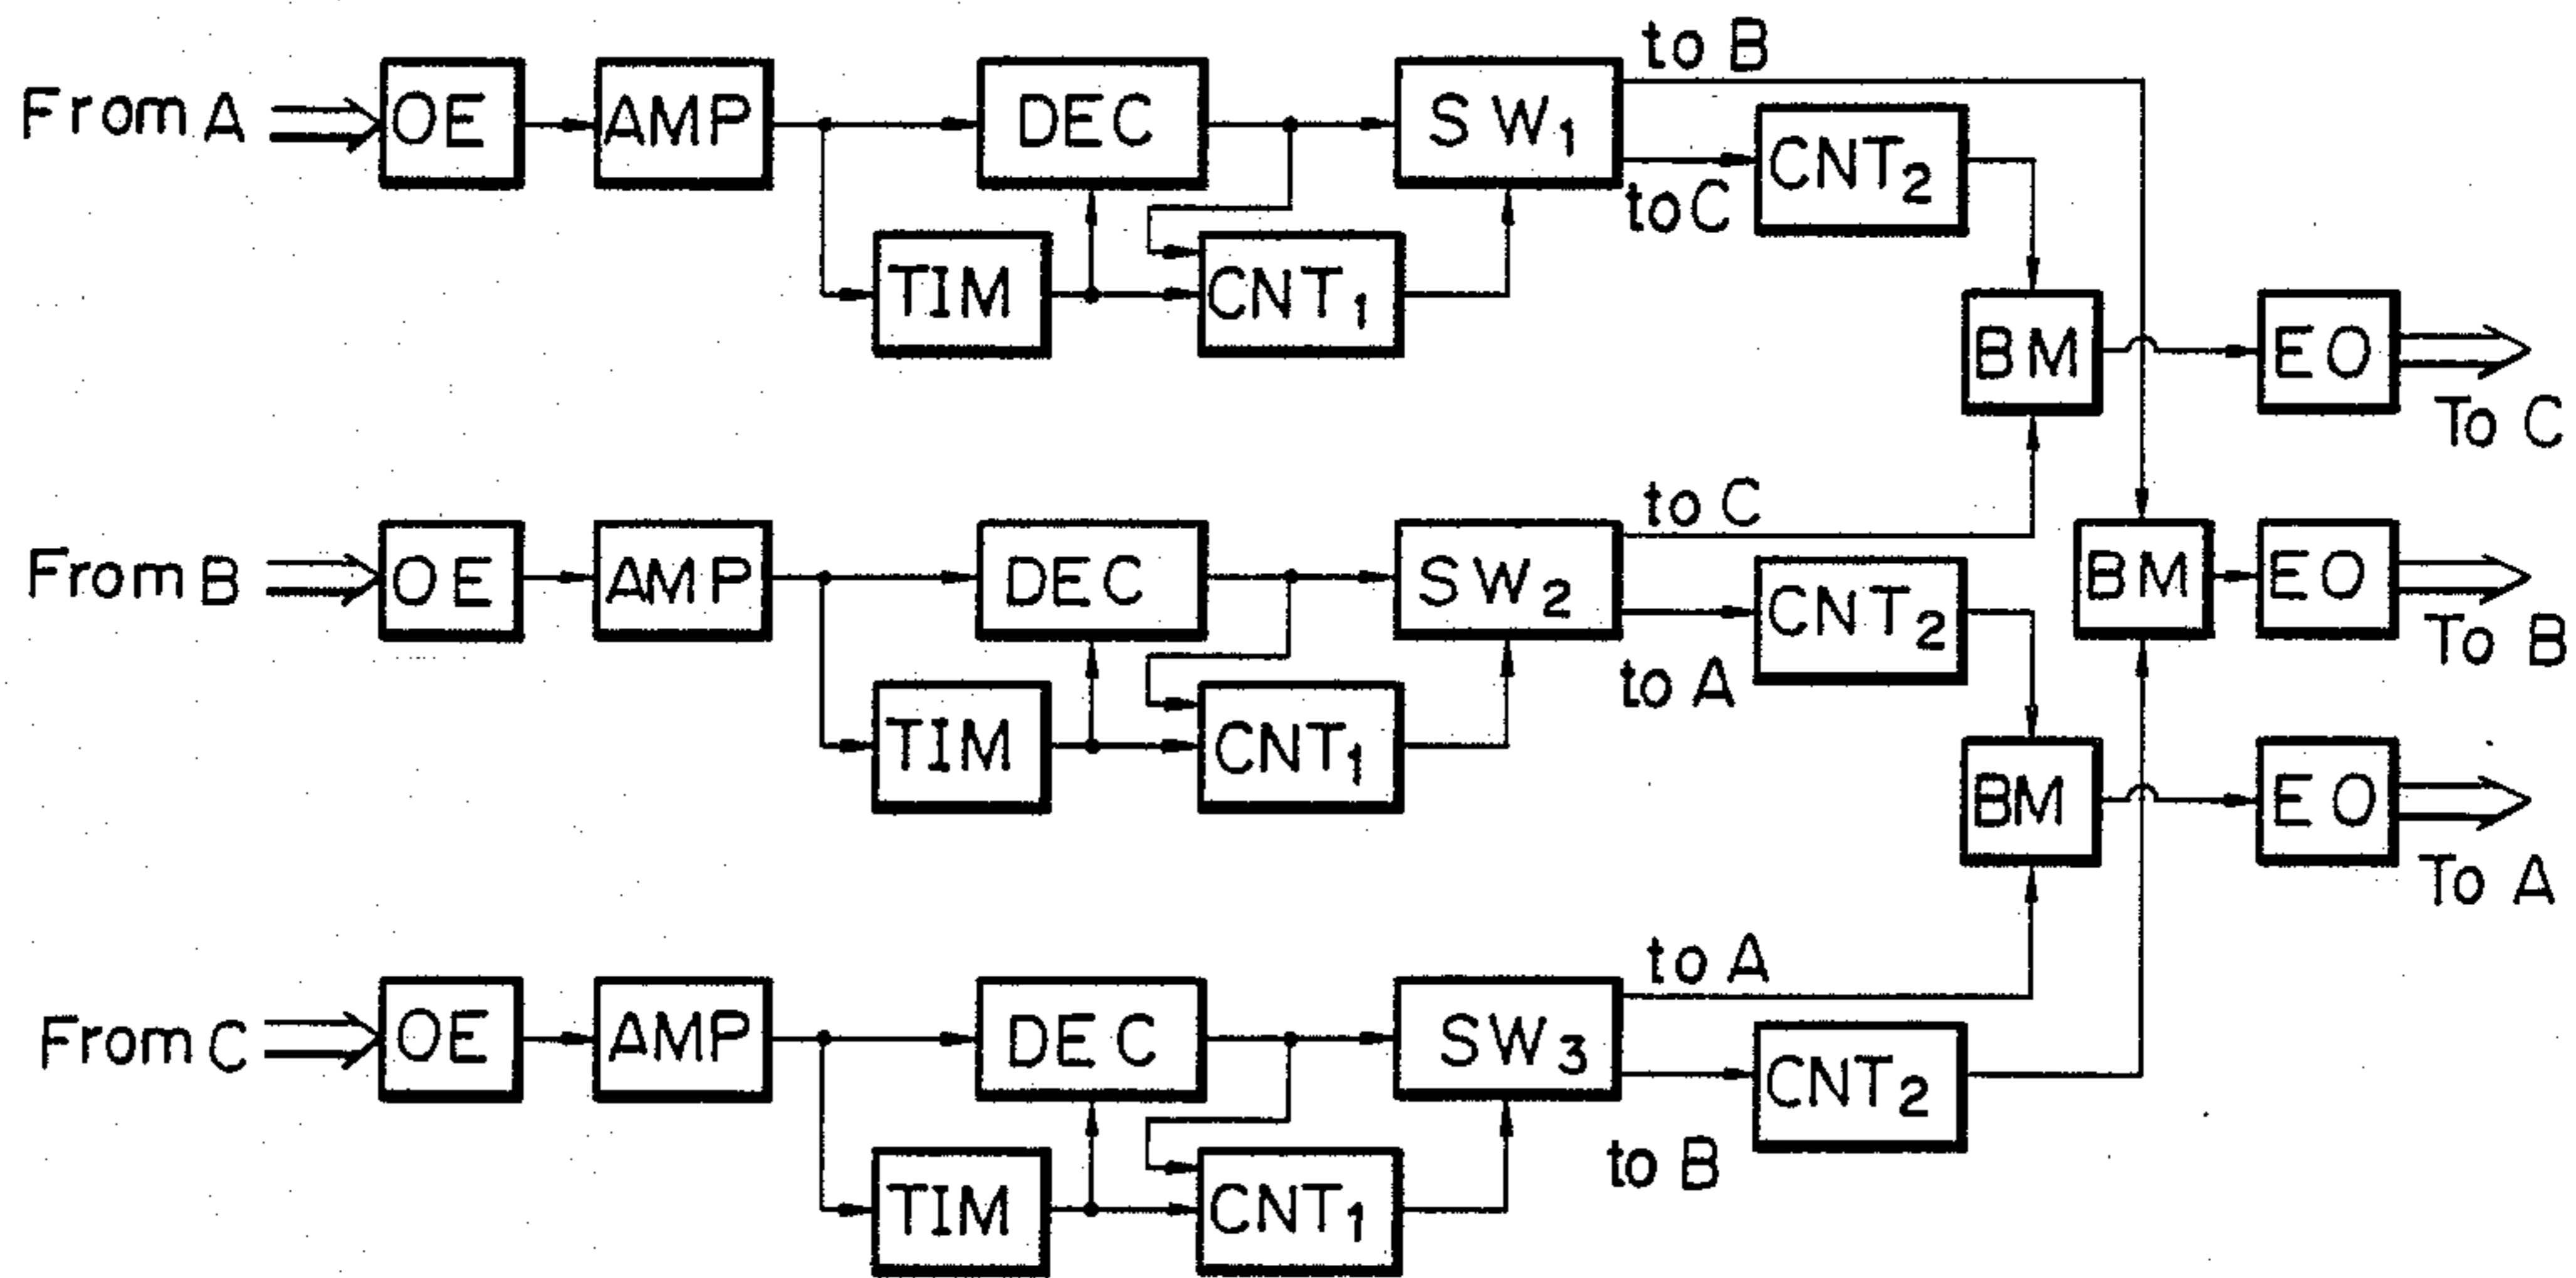 From A
OE
AMP
DEC
SW1
to B
to C
CNT2
TIM
CNT1
BM
EO
To C
From B
OE
AMP
DEC
SW2
to C
to A
CNT2
BM
EO
To B
TIM
CNT1
BM
EO
To A
From C
OE
AMP
DEC
SW3
to A
to B
CNT2
TIM
CNT1